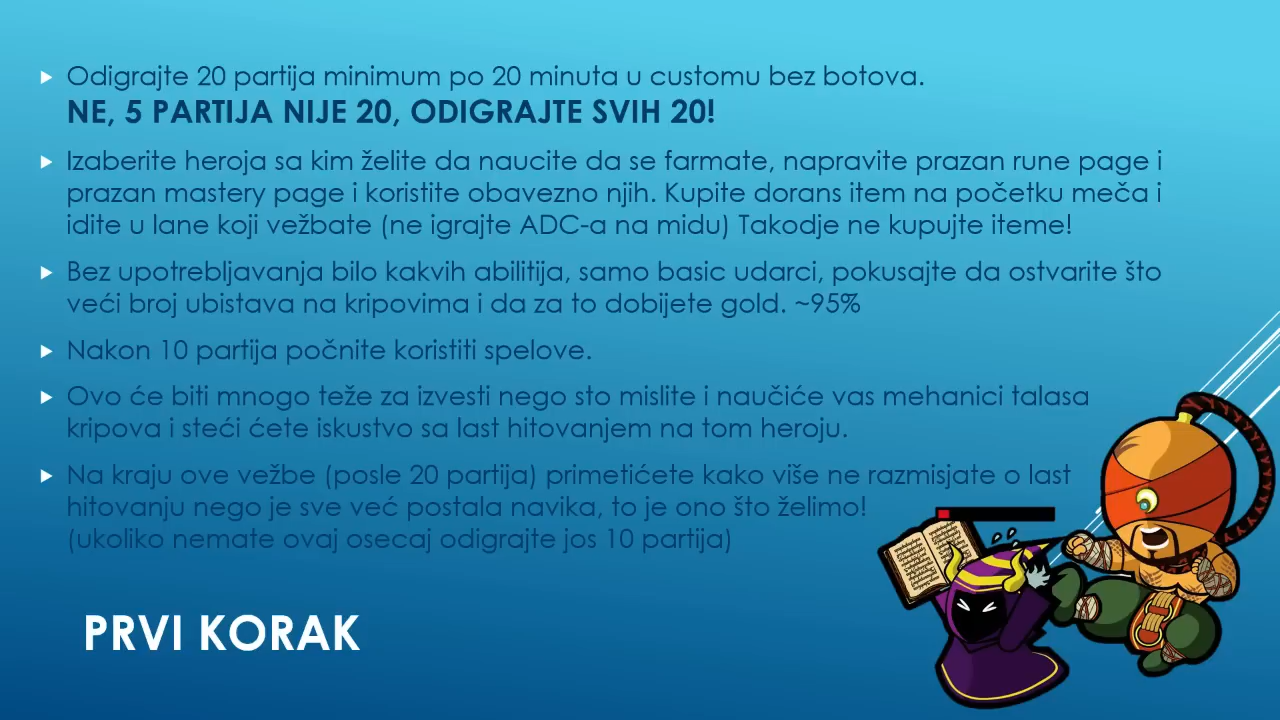 Odigrajte 20 partija minimum po 20 minuta u customu bez botova.
NE, 5 PARTIJA NIJE 20, ODIGRAJTE SVIH 20!
Izaberite heroja sa kim želite da naucite da se farmate, napravite prazan rune page i
prazan mastery page i koristite obavezno njih. Kupite dorans item na početku meča i
idite u lane koji vežbate (ne igrajte ADC-a na midu) Takodje ne kupujte iteme!
Bez upotrebljavanja bilo kakvih abilitija, samo basic udarci, pokusajte da ostvarite što
veći broj ubistava na kripovima i da za to dobijete gold. ~95%
Nakon 10 partija počnite koristiti spelove.
Ovo će biti mnogo teže za izvesti nego sto mislite i naučiće vas mehanici talasa
kripova i steći ćete iskustvo sa last hitovanjem na tom heroju.
Na kraju ove vežbe (posle 20 partija) primetićete kako više ne razmisjate o last
hitovanju nego je sve već postala navika, to je ono što želimo!
(ukoliko nemate ovaj osecaj odigrajte jos 10 partija)
PRVI KORAK